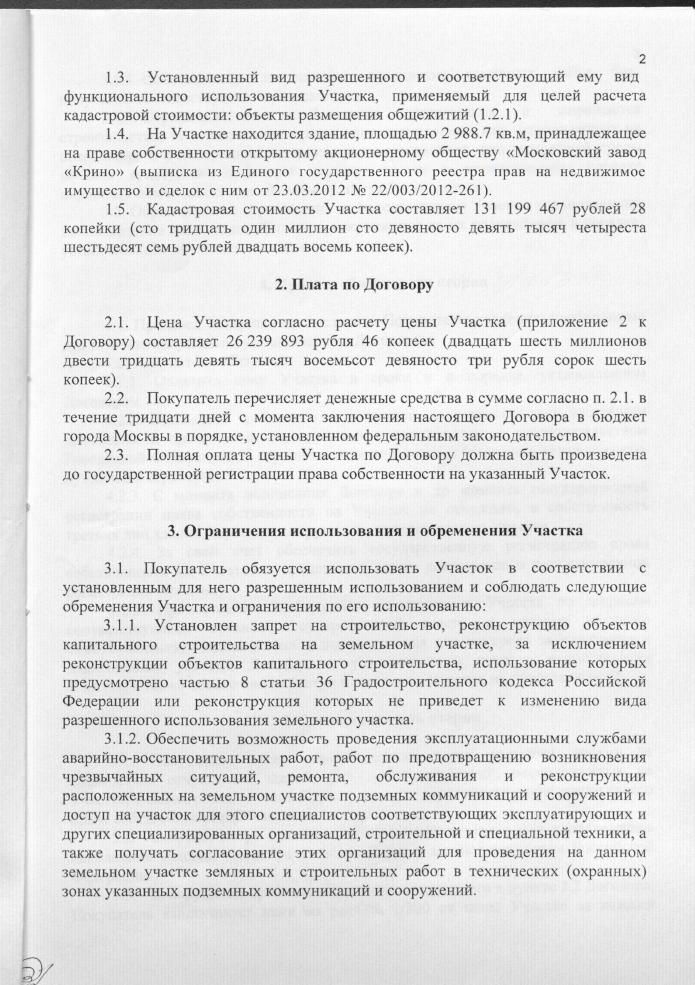 2
1.3. Установленный вид разрешенного и соответствующий ему вид
функционального использования Участка, применяемый для целей расчета
кадастровой стоимости: объекты размещения общежитий (1.2.1).
1.4. На Участке находится здание, площадью 2 988.7 кв.м, принадлежащее
на праве собственности открытому акционерному обществу «Московский завод
«Крино» (выписка из Единого государственного реестра прав на недвижимое
имущество и сделок с ним от 23.03.2012 № 22/003/2012-261).
1.5. Кадастровая стоимость Участка составляет 131 199 467 рублей 28
копейки (сто тридцать один миллион сто девяносто девять тысяч четыреста
шестьдесят семь рублей двадцать восемь копеек).
2. Плата по Договору
2.1. Цена Участка согласно расчету цены Участка (приложение 2 к
Договору) составляет 26 239 893 рубля 46 копеек (двадцать шесть миллионов
двести тридцать девять тысяч восемьсот девяносто три рубля сорок шесть
копеек).
2.2. Покупатель перечисляет денежные средства в сумме согласно п. 2.1. в
течение тридцати дней с момента заключения настоящего Договора в бюджет
города Москвы в порядке, установленном федеральным законодательством.
2.3. Полная оплата цены Участка по Договору должна быть произведена
до государственной регистрации права собственности на указанный Участок.
3. Ограничения использования и обременения Участка
3.1. Покупатель обязуется использовать Участок в соответствии с
установленным для него разрешенным использованием и соблюдать следующие
обременения Участка и ограничения по его использованию:
3.1.1. Установлен запрет на строительство, реконструкцию объектов
капитального строительства на земельном участке, за исключением
реконструкции объектов капитального строительства, использование которых
предусмотрено частью 8 статьи 36 Градостроительного кодекса Российской
Федерации или реконструкция которых не приведет к изменению вида
разрешенного использования земельного участка.
3.1.2. Обеспечить возможность проведения эксплуатационными службами
аварийно-восстановительных работ, работ по предотвращению возникновения
чрезвычайных ситуаций, ремонта, обслуживания и реконструкции
расположенных на земельном участке подземных коммуникаций и сооружений и
доступ на участок для этого специалистов соответствующих эксплуатирующих и
других специализированных организаций, строительной и специальной техники, а
также получать согласование этих организаций для проведения на данном
земельном участке земляных и строительных работ в технических (охранных)
зонах указанных подземных коммуникаций и сооружений.